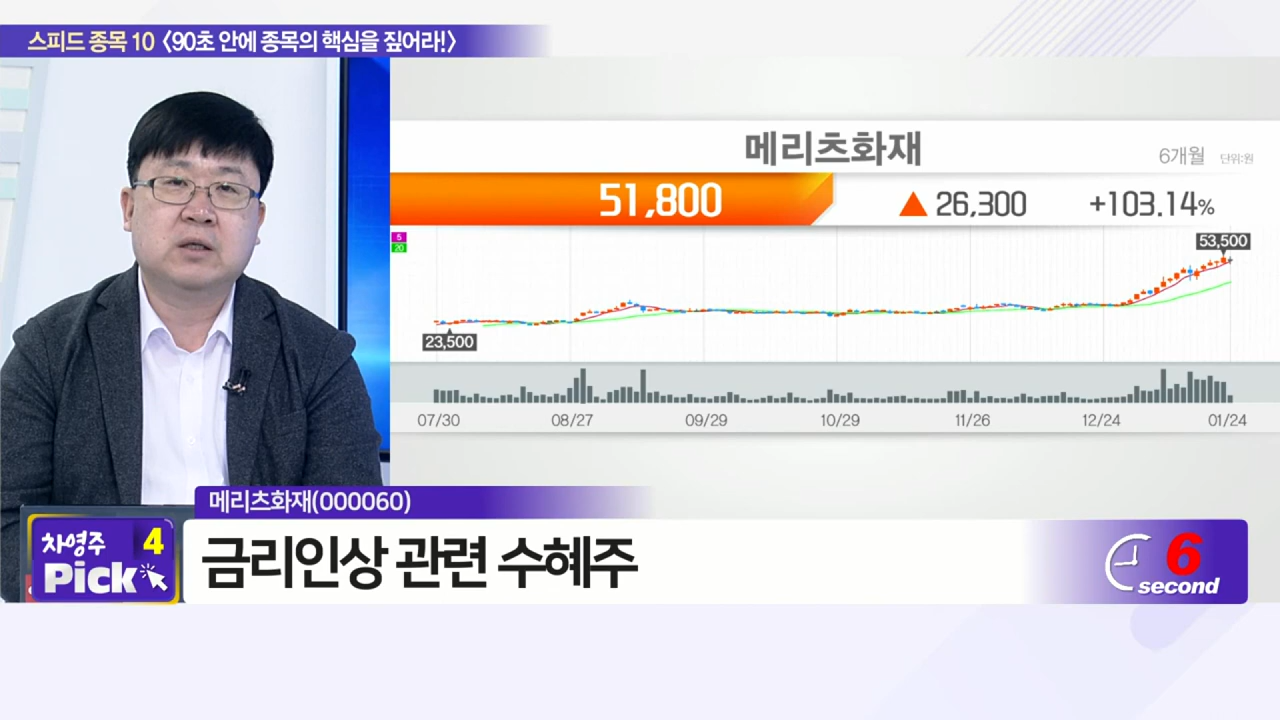 스피드 종목 10 〈90초 안에 종목의 핵심을 짚어라!〉
메리츠화재
6개월 단위:원
51,800 ▲ 26,300 +103.14%
5
20
53,500
23,500
07/30 08/27 09/29 10/29 11/26 12/24 01/24
메리츠화재(000060)
차영주 4
Pick
금리인상 관련 수혜주
6
second